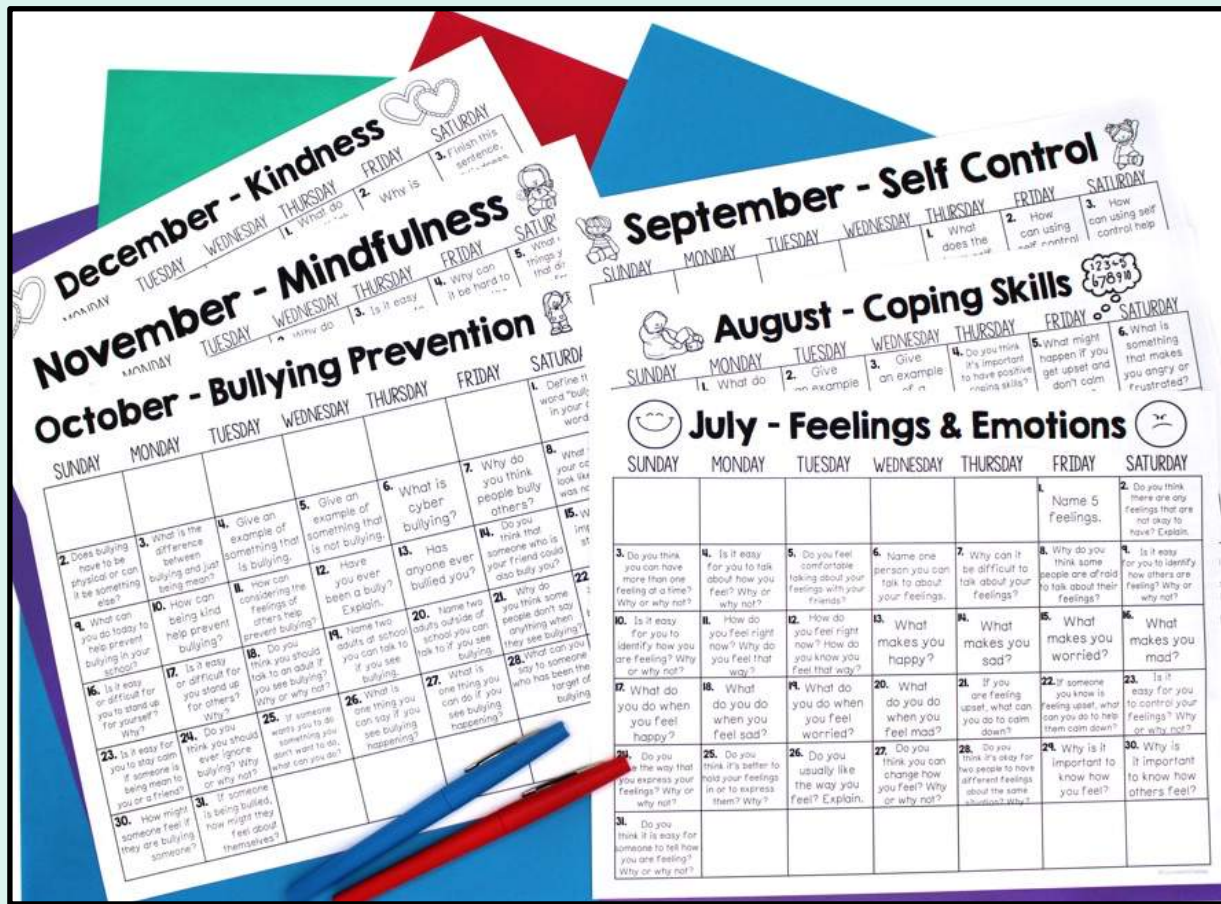 December - Kindness
MONDAY TUESDAY WEDNESDAY THURSDAY FRIDAY SATURDAY
1. What do
2. Why is
3. Finish this
sentence,
November - Mindfulness
MONDAY TUESDAY WEDNESDAY THURSDAY FRIDAY
Why do
3. Is it easy
4. Why can
it be hard to
5. What
things y
that di
October - Bullying Prevention
SUNDAY MONDAY TUESDAY WEDNESDAY THURSDAY FRIDAY
1. Define
word
in your
word
2. Does bullying
have to be
physical or can
it be something
else?
3. What is the
difference
between
bullying and just
being mean?
4. Give an
example of
something that
is bullying.
5. Give an
example of
something that
is not bullying.
6. What is
cyber
bullying?
7. Why do
you think
people bully
others?
8. What
look like
was
9. What can
you do today to
help prevent
bullying in your
school?
10. How can
being kind
help prevent
bullying?
11. How can
considering the
feelings of
others help
prevent bullying?
12. Have
you ever
been a bully?
Explain.
13. Has
anyone ever
bullied you?
14. Do you
think that
someone who is
your friend could
also bully you?
15.
16. Is it easy
or difficult for
you to stand up
for yourself?
Why?
17. Is it easy
or difficult for
you stand up
for others?
Why?
18. Do you
think you should
talk to an adult if
you see bullying?
Why or why not?
19. Name two
adults at school
you can talk to
if you see
bullying.
20. Name two
adults outside of
school you can
talk to if you see
bullying.
21. Why do
you think some
people don't say
anything when
they see bullying?
22.
23. Is it easy for
you to stay calm
if someone is
being mean to
you or a friend?
24. Do you
think you should
ever ignore
bullying? Why
or why not?
25. If someone
wants you to do
something you
don't want to do,
what can you do?
26. What is
one thing you
can say if you
see bullying
happening?
27. What is
one thing you
can do if you
see bullying
happening?
28. What can you
say to someone
who has been the
target of
bullying
30. How might
someone feel if
they are bullying
someone?
31. If someone
is being bullied,
how might they
feel about
themselves?
September - Self Control
SUNDAY MONDAY TUESDAY WEDNESDAY THURSDAY FRIDAY SATURDAY
1. What
does the
2. How
can using
self control
3. How
can using self
control help
August - Coping Skills
1 2 3 4 5
6 7 8 9 10
SUNDAY MONDAY TUESDAY WEDNESDAY THURSDAY FRIDAY SATURDAY
1. What do
2. Give
an example
3. Give
an example
of a
4. Do you think
it's important
to have positive
coping skills?
5. What might
happen if you
get upset and
don't calm
6. What is
something
that makes
you angry or
frustrated?
July - Feelings & Emotions
SUNDAY MONDAY TUESDAY WEDNESDAY THURSDAY FRIDAY SATURDAY
1.
Name 5
feelings.
2. Do you think
there are any
feelings that are
not okay to
have? Explain.
3. Do you think
you can have
more than one
feeling at a time?
Why or why not?
4. Is it easy
for you to talk
about how you
feel? Why or
why not?
5. Do you feel
comfortable
talking about your
feelings with your
friends?
6. Name one
person you can
talk to about
your feelings.
7. Why can it
be difficult to
talk about your
feelings?
8. Why do you
think some
people are afraid
to talk about their
feelings?
9. Is it easy
for you to identify
how others are
feeling? Why or
why not?
10. Is it easy
for you to
identify how you
are feeling? Why
or why not?
11. How do
you feel right
now? Why do
you feel that
way?
12. How do
you feel right
now? How do
you know you
feel that way?
13. What
makes you
happy?
14. What
makes you
sad?
15. What
makes you
worried?
16. What
makes you
mad?
17. What do
you do when
you feel
happy?
18. What
do you do
when you
feel sad?
19. What do
you do when
you feel
worried?
20. What
do you do
when you
feel mad?
21. If you
are feeling
upset, what can
you do to calm
down?
22. If someone
you know is
feeling upset, what
can you do to help
them calm down?
23. Is it
easy for you
to control your
feelings? Why
or why not?
24. Do you
the way that
you express your
feelings? Why or
why not?
25. Do you
think it's better to
hold your feelings
in or to express
them? Why?
26. Do you
usually like
the way you
feel? Explain.
27. Do you
think you can
change how
you feel? Why
or why not?
28. Do you
think it's okay for
two people to have
different feelings
about the same
situation? Why?
29. Why is it
important to
know how
you feel?
30. Why is
it important
to know how
others feel?
31. Do you
think it is easy for
someone to tell how
you are feeling?
Why or why not?